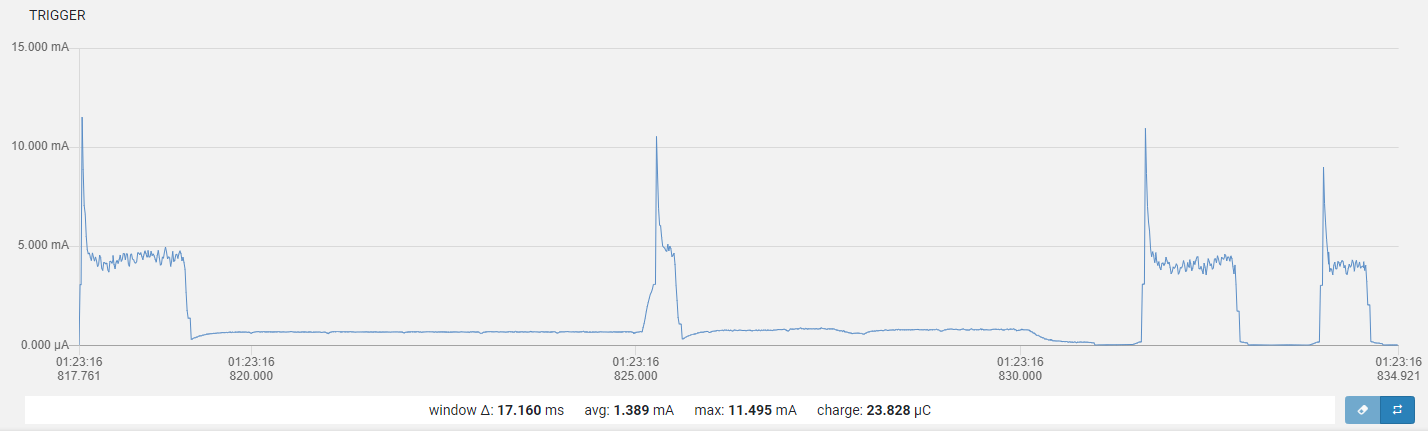 TRIGGER
15.000 mA
10.000 mA
5.000 mA
0.000 µA
01:23:16 01:23:16 01:23:16 01:23:16 01:23:16
817.761 820.000 825.000 830.000 834.921
window Δ: 17.160 ms avg: 1.389 mA max: 11.495 mA charge: 23.828 µC